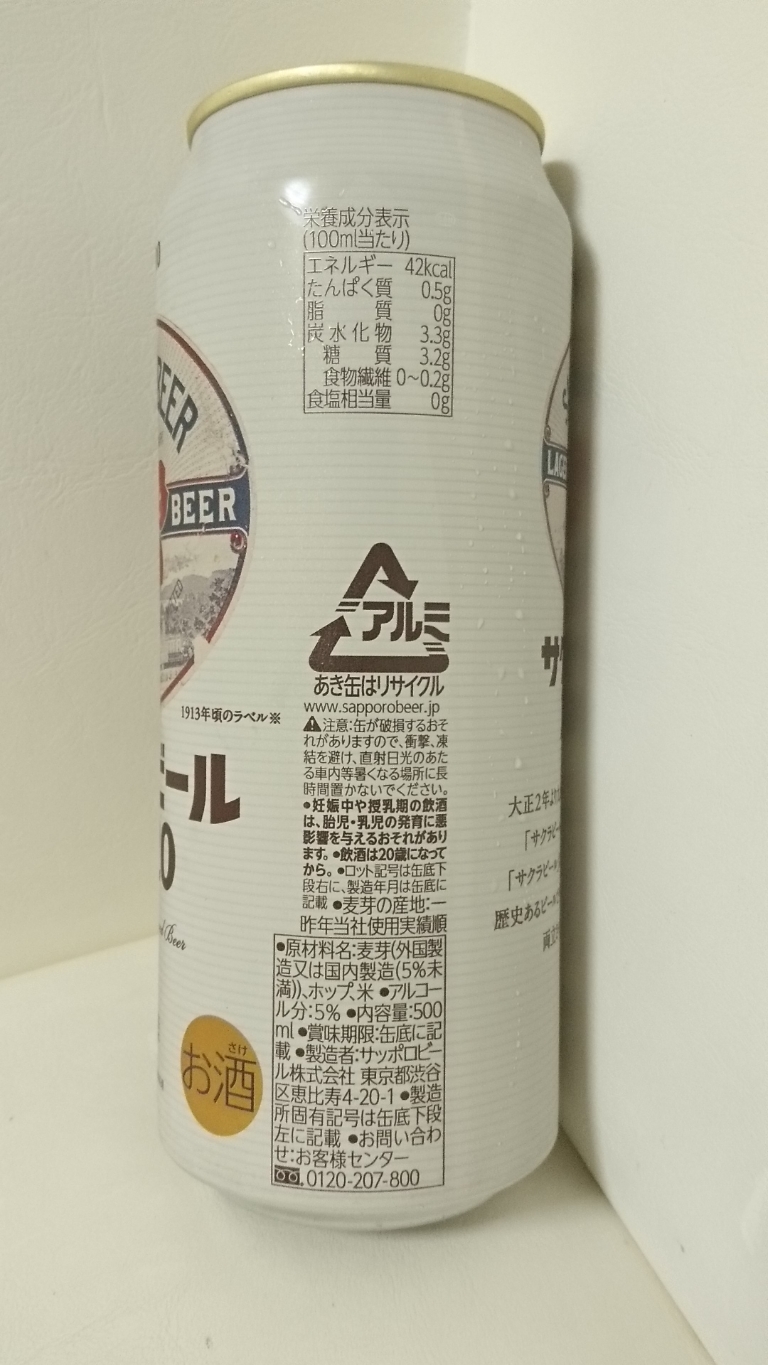 栄養成分表示
(100ml当たり)
エネルギー 42kcal
たんぱく質 0.5g
脂質 0g
炭水化物 3.3g
糖質 3.2g
食物繊維 0~0.2g
食塩相当量 0g
BEER
BEER
1913年頃のラベル※
ール
さけ
お酒
アルミ
あき缶はリサイクル
www.sapporobeer.jp
⚠注意:缶が破損するおそ
れがありますので、衝撃、凍
結を避け、直射日光のあた
る車内等暑くなる場所に長
時間置かないでください。
●妊娠中や授乳期の飲酒
は、胎児・乳児の発育に悪
影響を与えるおそれがあり
ます。●飲酒は20歳になって
から。●ロット記号は缶底下
段右に、製造年月は缶底に
記載 ●麦芽の産地:一
昨年当社使用実績順
●原材料名:麦芽(外国製
造又は国内製造(5%未
満))、ホップ、米 ●アルコー
ル分:5% ●内容量:500
ml ●賞味期限:缶底に記
載 ●製造者:サッポロビー
ル株式会社 東京都渋谷
区恵比寿4-20-1 ●製造
所固有記号は缶底下段
左に記載 ●お問い合わ
せ:お客様センター
0120-207-800
サ
大正2年
「サクラビー
「サクラビール
歴史あるビール